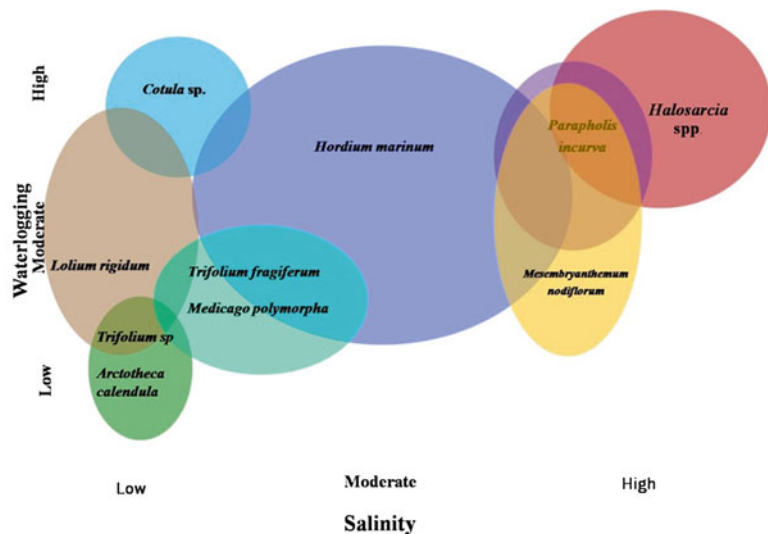 High
Cotula sp.
Hordium marinum
Parapholis
incurva
Halosarcia
spp.
Waterlogging
Moderate
Lolium rigidum
Trifolium fragiferum
Medicago polymorpha
Mesembryanthemum
nodiflorum
Trifolium sp
Arctotheca
calendula
Low
Low
Moderate
High
Salinity